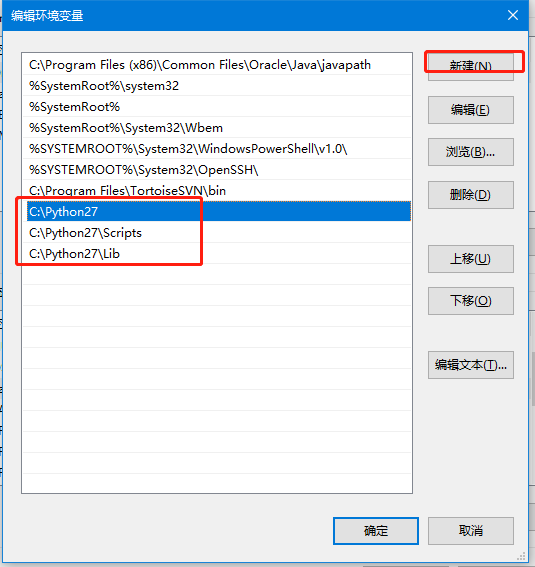 编辑环境变量
C:\Program Files (x86)\Common Files\Oracle\Java\javapath
%SystemRoot%\system32
%SystemRoot%
%SystemRoot%\System32\Wbem
%SYSTEMROOT%\System32\WindowsPowerShell\v1.0\
%SYSTEMROOT%\System32\OpenSSH\
C:\Program Files\TortoiseSVN\bin
C:\Python27
C:\Python27\Scripts
C:\Python27\Lib
新建(N)
编辑(E)
浏览(B)...
删除(D)
上移(U)
下移(O)
编辑文本(T)...
确定
取消